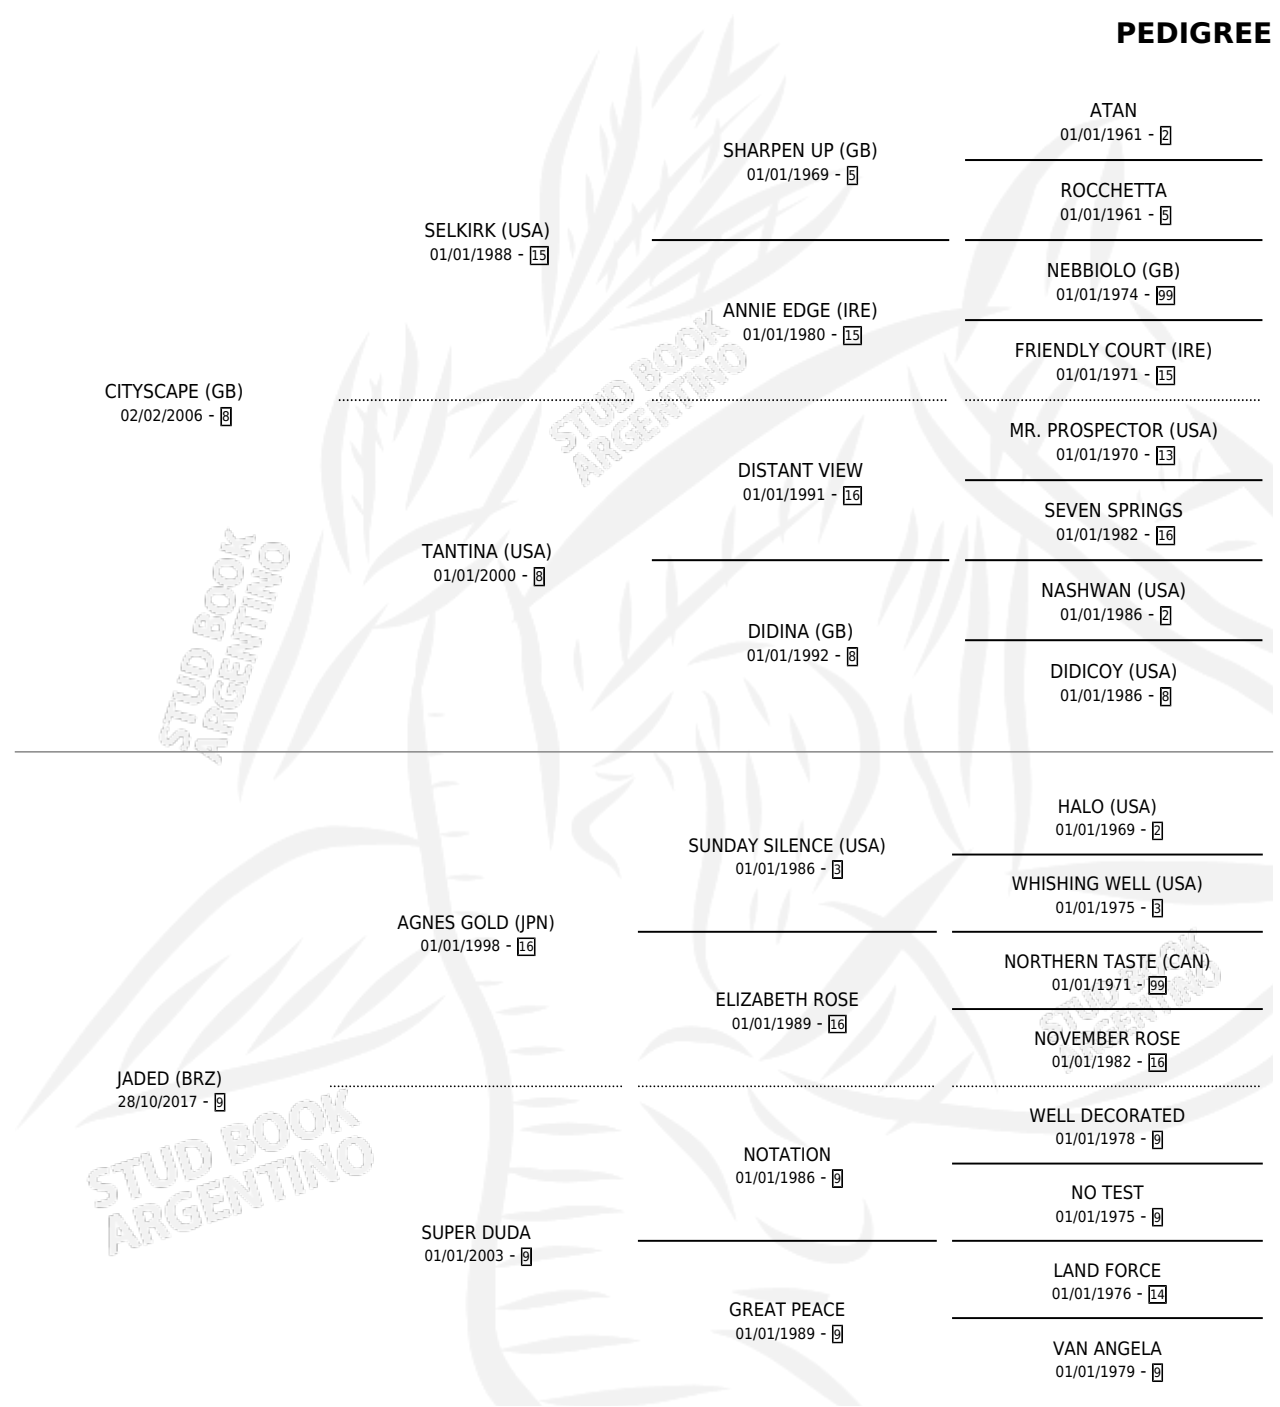 PEDIGREE
ATAN
01/01/1961 - 2
SHARPEN UP (GB)
01/01/1969 - 5
ROCCHETTA
01/01/1961 - 5
SELKIRK (USA)
01/01/1988 - 15
NEBBIOLO (GB)
01/01/1974 - 99
ANNIE EDGE (IRE)
01/01/1980 - 15
FRIENDLY COURT (IRE)
01/01/1971 - 15
CITYSCAPE (GB)
02/02/2006 - 8
STUD BOOK
ARGENTINO
MR. PROSPECTOR (USA)
01/01/1970 - 13
DISTANT VIEW
01/01/1991 - 16
SEVEN SPRINGS
01/01/1982 - 16
TANTINA (USA)
01/01/2000 - 8
NASHWAN (USA)
01/01/1986 - 2
DIDINA (GB)
01/01/1992 - 8
DIDICOY (USA)
01/01/1986 - 8
STUD BOOK
ARGENTINO
HALO (USA)
01/01/1969 - 2
SUNDAY SILENCE (USA)
01/01/1986 - 3
WHISHING WELL (USA)
01/01/1975 - 3
AGNES GOLD (JPN)
01/01/1998 - 16
NORTHERN TASTE (CAN)
01/01/1971 - 99
ELIZABETH ROSE
01/01/1989 - 16
STUD BOOK
ARGENTINO
NOVEMBER ROSE
01/01/1982 - 16
JADED (BRZ)
28/10/2017 - 9
STUD BOOK
ARGENTINO
WELL DECORATED
01/01/1978 - 9
NOTATION
01/01/1986 - 9
NO TEST
01/01/1975 - 9
SUPER DUDA
01/01/2003 - 9
LAND FORCE
01/01/1976 - 14
GREAT PEACE
01/01/1989 - 9
VAN ANGELA
01/01/1979 - 9